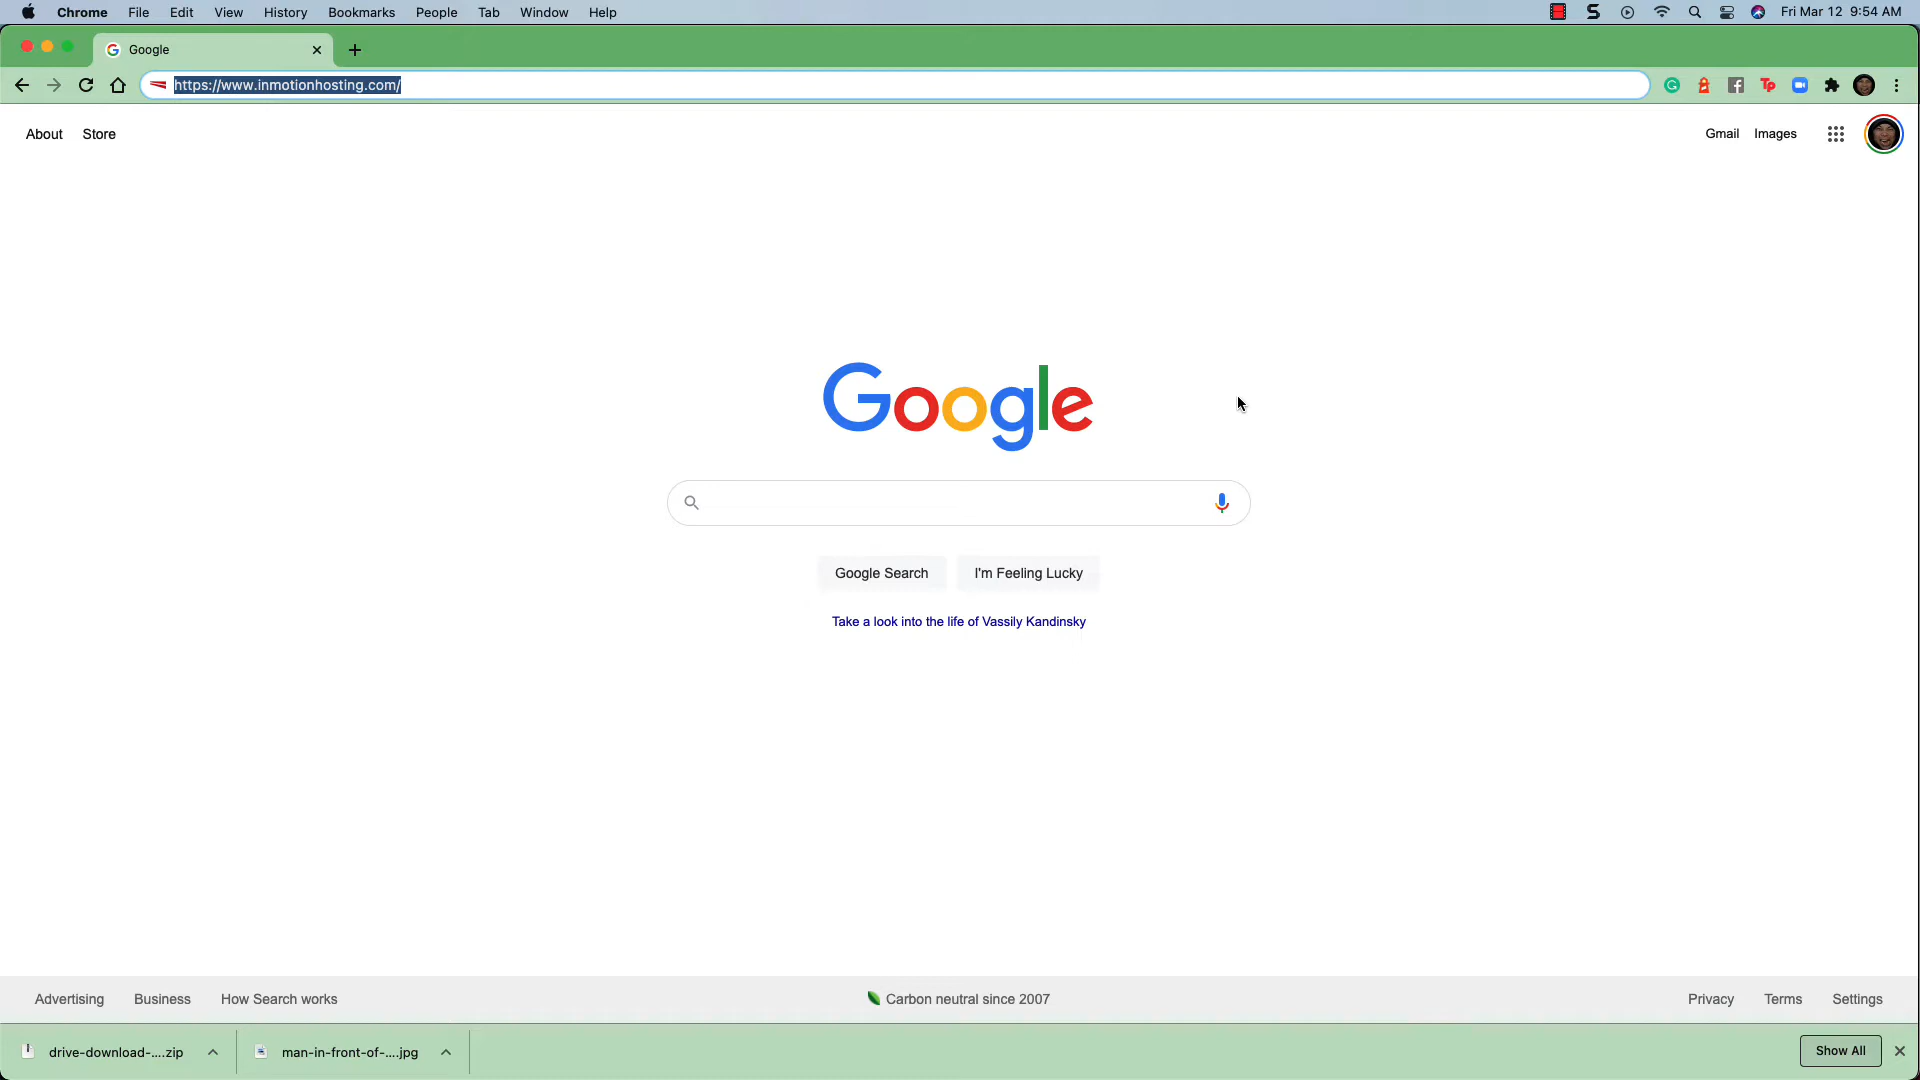 Chrome File Edit View History Bookmarks People Tab Window Help Fri Mar 12 9:54 AM
Google
https://www.inmotionhosting.com/
About Store Gmail Images
Google
Google Search I'm Feeling Lucky
Take a look into the life of Vassily Kandinsky
Advertising Business How Search works Carbon neutral since 2007 Privacy Terms Settings
drive-download-....zip man-in-front-of-....jpg Show All